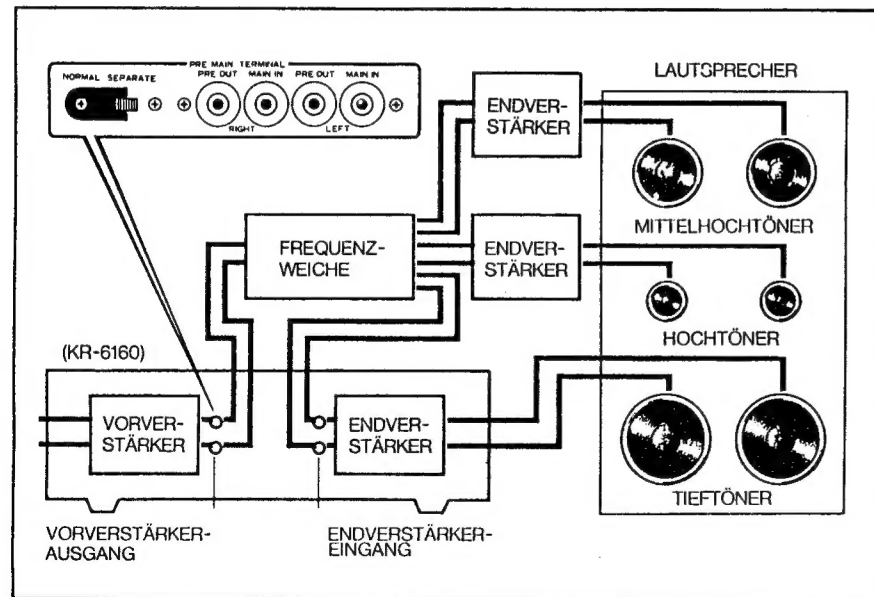 PRE MAIN TERMINAL
NORMAL SEPARATE PRE OUT MAIN IN PRE OUT MAIN IN
RIGHT LEFT
LAUTSPRECHER
ENDVER-
STÄRKER
MITTELHOCHTÖNER
FREQUENZ-
WEICHE
ENDVER-
STÄRKER
HOCHTÖNER
(KR-6160)
VORVER-
STÄRKER
ENDVER-
STÄRKER
TIEFTÖNER
VORVERSTÄRKER-
AUSGANG
ENDVERSTÄRKER-
EINGANG